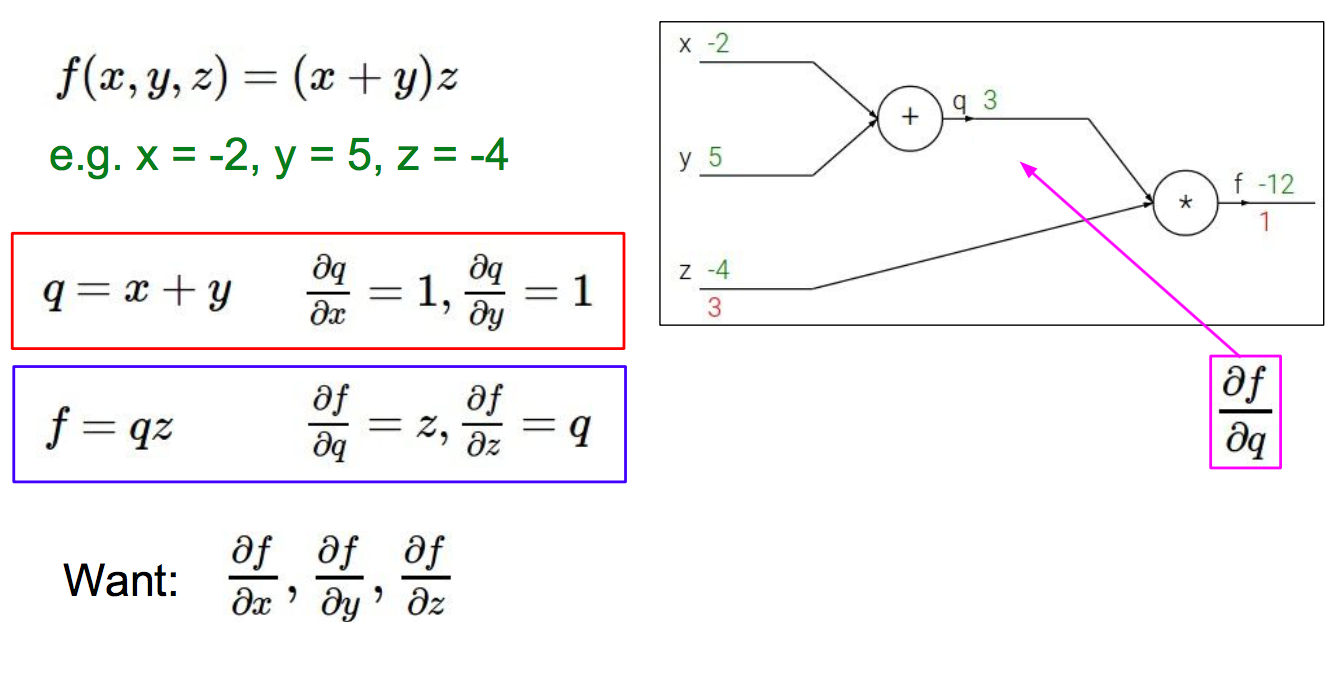 f(x, y, z) = (x + y)z
e.g. x = -2, y = 5, z = -4
q = x + y    ∂q/∂x = 1, ∂q/∂y = 1
f = qz    ∂f/∂q = z, ∂f/∂z = q
Want: ∂f/∂x, ∂f/∂y, ∂f/∂z
x -2
+
q 3
y 5
*
f -12
1
z -4
3
∂f/∂q